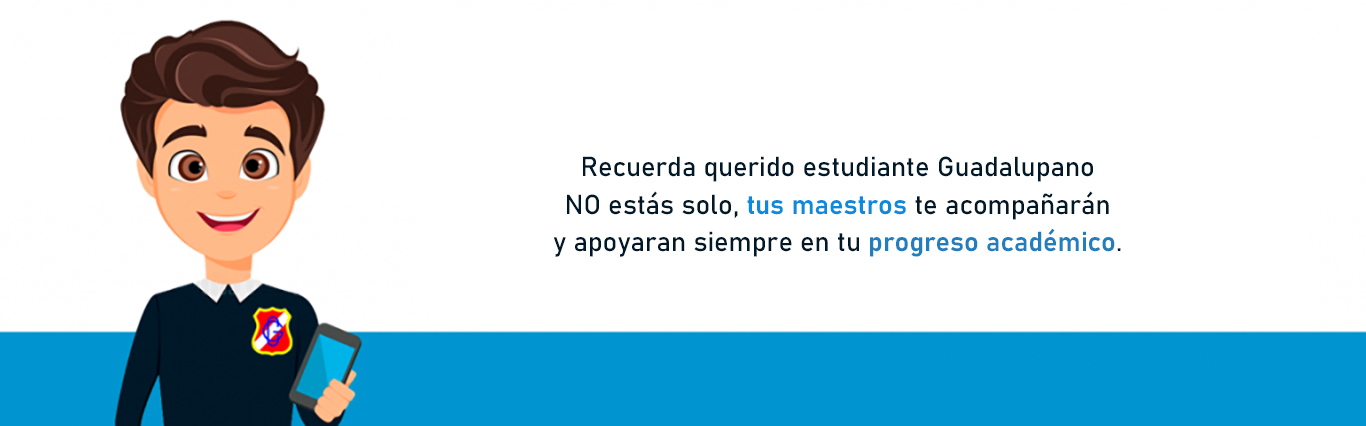 Recuerda querido estudiante Guadalupano
NO estás solo, tus maestros te acompañarán
y apoyaran siempre en tu progreso académico.